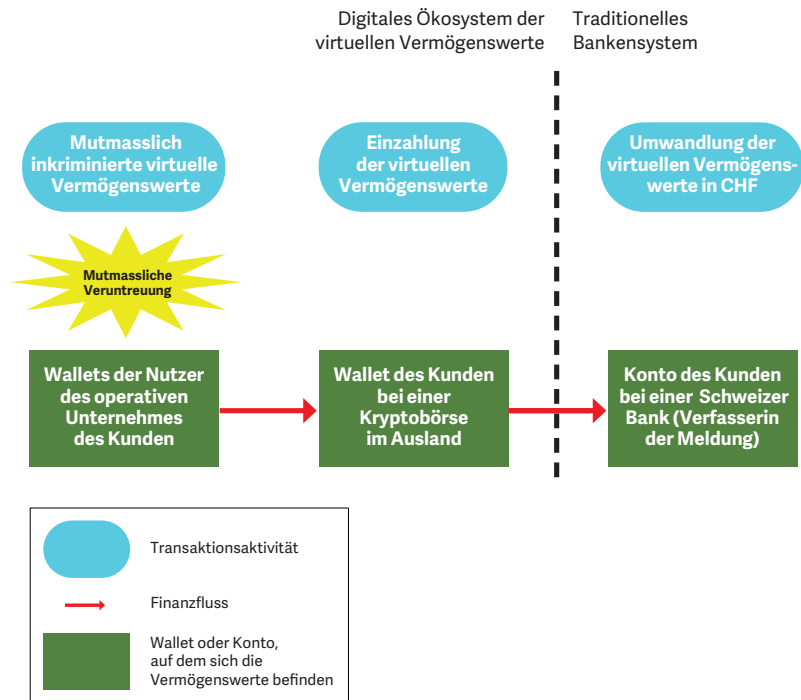 Digitales Ökosystem der
virtuellen Vermögenswerte
Traditionelles
Bankensystem
Mutmasslich
inkriminierte virtuelle
Vermögenswerte
Einzahlung
der virtuellen
Vermögenswerte
Umwandlung der
virtuellen Vermögens-
werte in CHF
Mutmassliche
Veruntreuung
Wallets der Nutzer
des operativen
Unternehmes
des Kunden
Wallet des Kunden
bei einer
Kryptobörse
im Ausland
Konto des Kunden
bei einer Schweizer
Bank (Verfasserin
der Meldung)
Transaktionsaktivität
Finanzfluss
Wallet oder Konto,
auf dem sich die
Vermögenswerte befinden